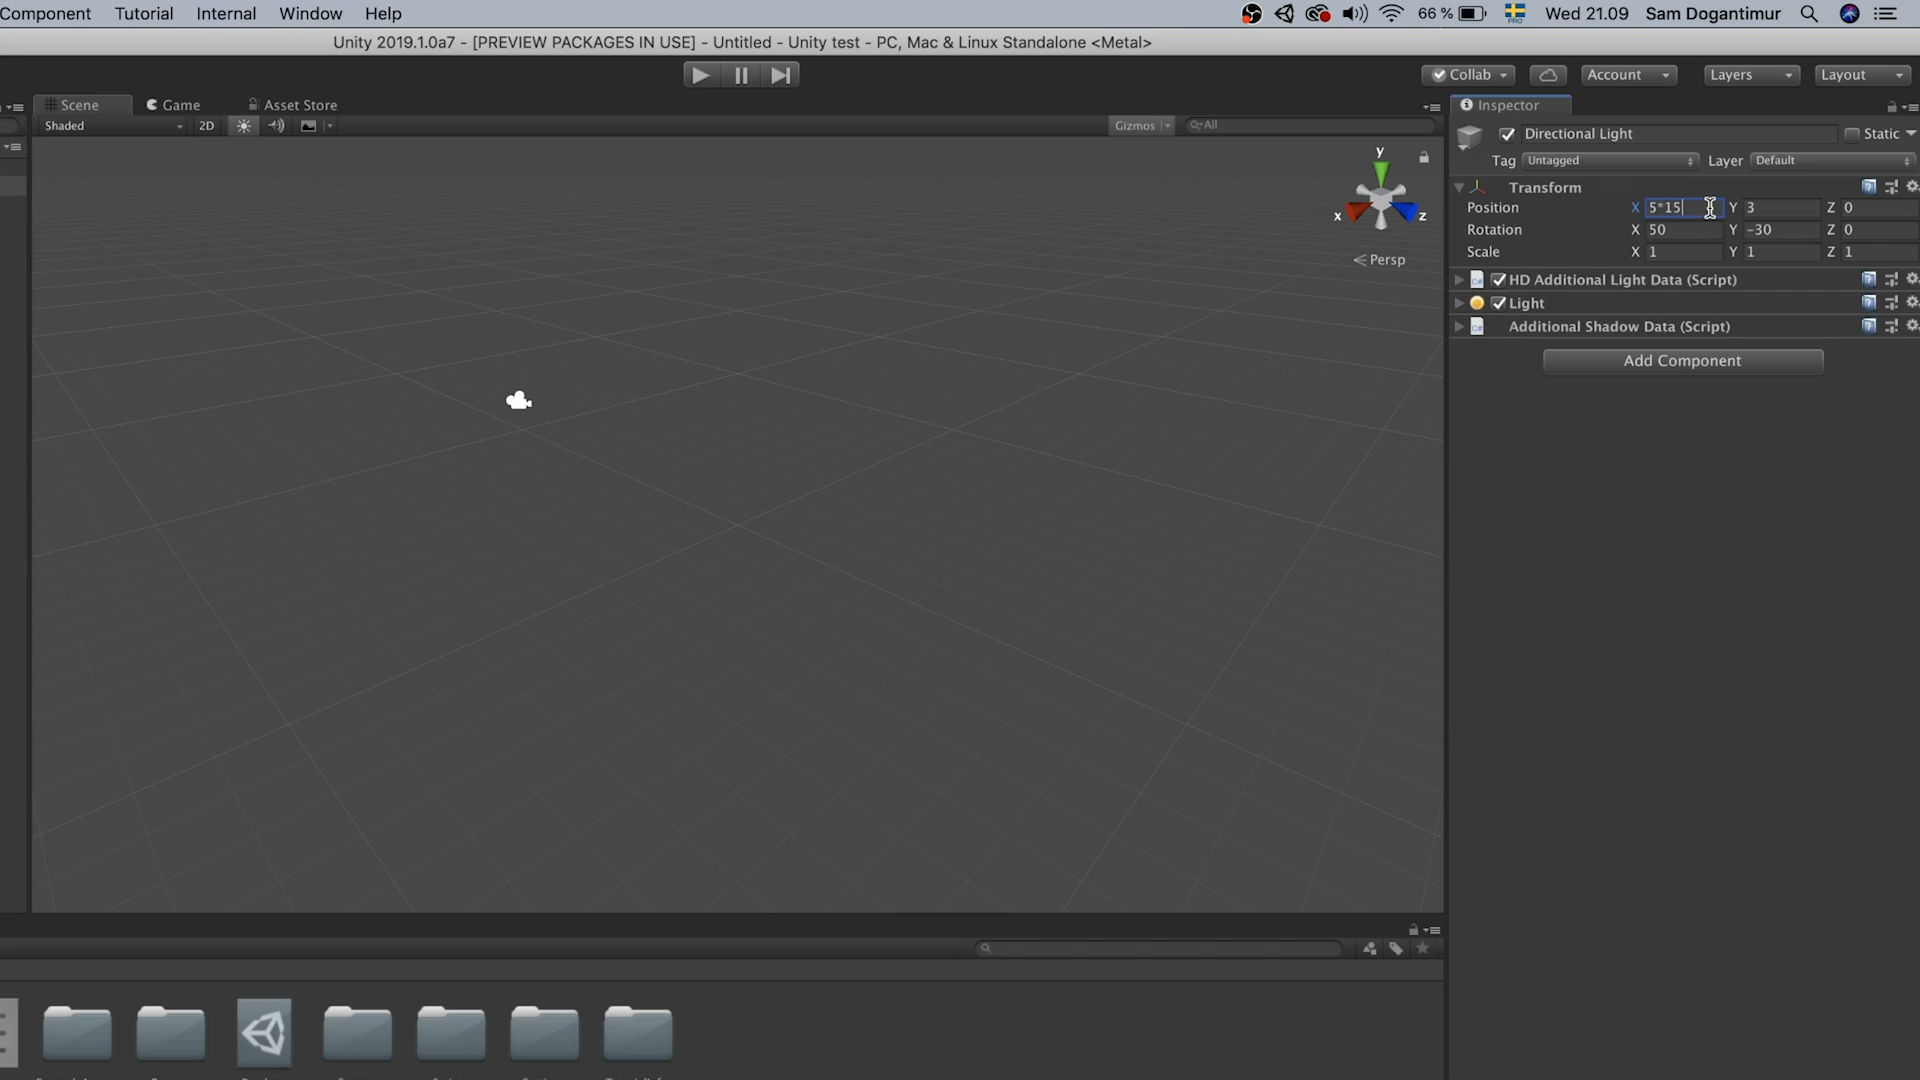 Component Tutorial Internal Window Help 66 % PRO Wed 21.09 Sam Dogantimur
Unity 2019.1.0a7 - [PREVIEW PACKAGES IN USE] - Untitled - Unity test - PC, Mac & Linux Standalone <Metal>
Collab Account Layers Layout
Scene Game Asset Store Inspector
Shaded 2D Gizmos All
Directional Light Static
Tag Untagged Layer Default
Transform
Position X 5*15 Y 3 Z 0
Rotation X 50 Y -30 Z 0
Scale X 1 Y 1 Z 1
y
x z
Persp
HD Additional Light Data (Script)
Light
Additional Shadow Data (Script)
Add Component